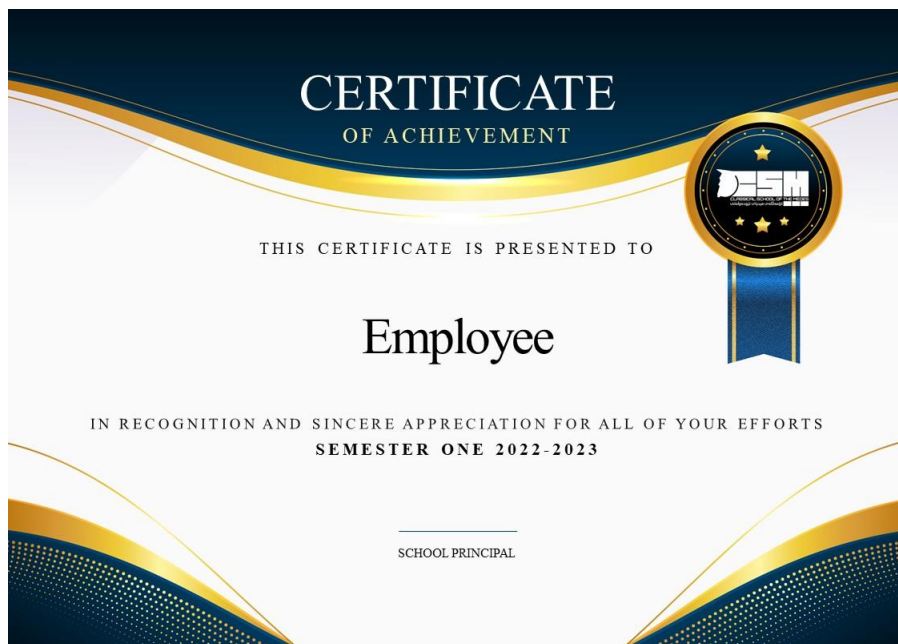 CERTIFICATE
OF ACHIEVEMENT
CSM
CLASSICAL SCHOOL OF THE MEDES
THIS CERTIFICATE IS PRESENTED TO
Employee
IN RECOGNITION AND SINCERE APPRECIATION FOR ALL OF YOUR EFFORTS
SEMESTER ONE 2022-2023
SCHOOL PRINCIPAL